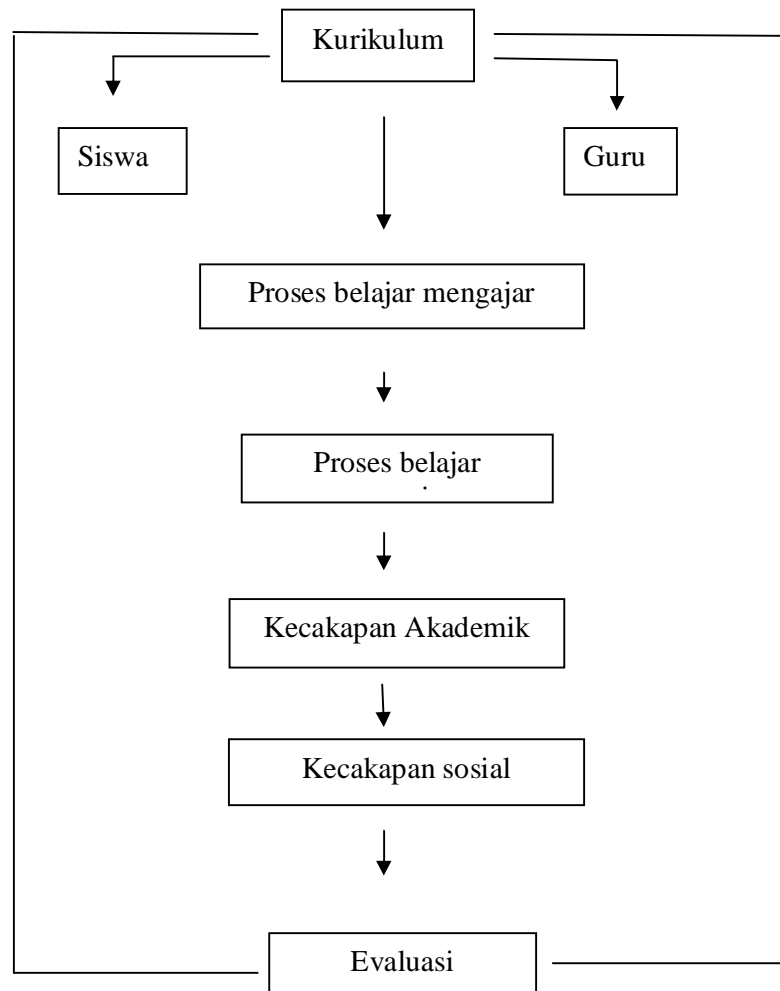 Kurikulum
Siswa
Guru
Proses belajar mengajar
Proses belajar
.
Kecakapan Akademik
Kecakapan sosial
Evaluasi